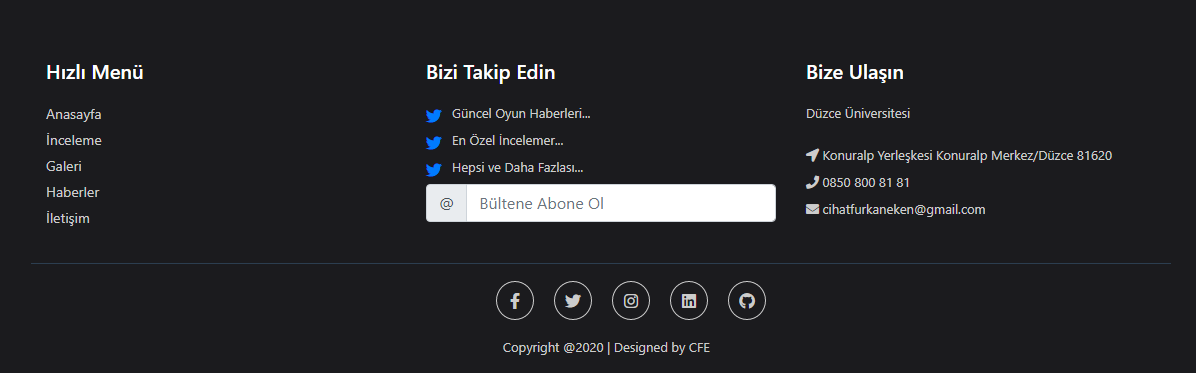 Hızlı Menü
Anasayfa
İnceleme
Galeri
Haberler
İletişim
Bizi Takip Edin
Güncel Oyun Haberleri...
En Özel İncelemer...
Hepsi ve Daha Fazlası...
@ Bültene Abone Ol
Bize Ulaşın
Düzce Üniversitesi
Konuralp Yerleşkesi Konuralp Merkez/Düzce 81620
0850 800 81 81
cihatfurkaneken@gmail.com
Copyright @2020 | Designed by CFE